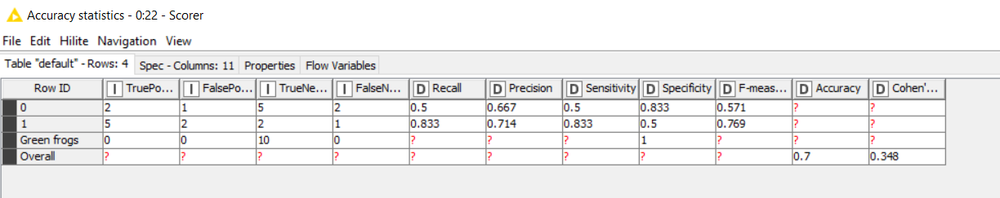 Accuracy statistics - 0:22 - Scorer
File Edit Hilite Navigation View
Table "default" - Rows: 4 Spec - Columns: 11 Properties Flow Variables
Row ID I TruePo... I FalsePo... I TrueNe... I FalseN... D Recall D Precision D Sensitivity D Specificity D F-meas... D Accuracy D Cohen'...
0 2 1 5 2 0.5 0.667 0.5 0.833 0.571 ? ?
1 5 2 2 1 0.833 0.714 0.833 0.5 0.769 ? ?
Green frogs 0 0 10 0 ? ? ? 1 ? ? ?
Overall ? ? ? ? ? ? ? ? ? 0.7 0.348